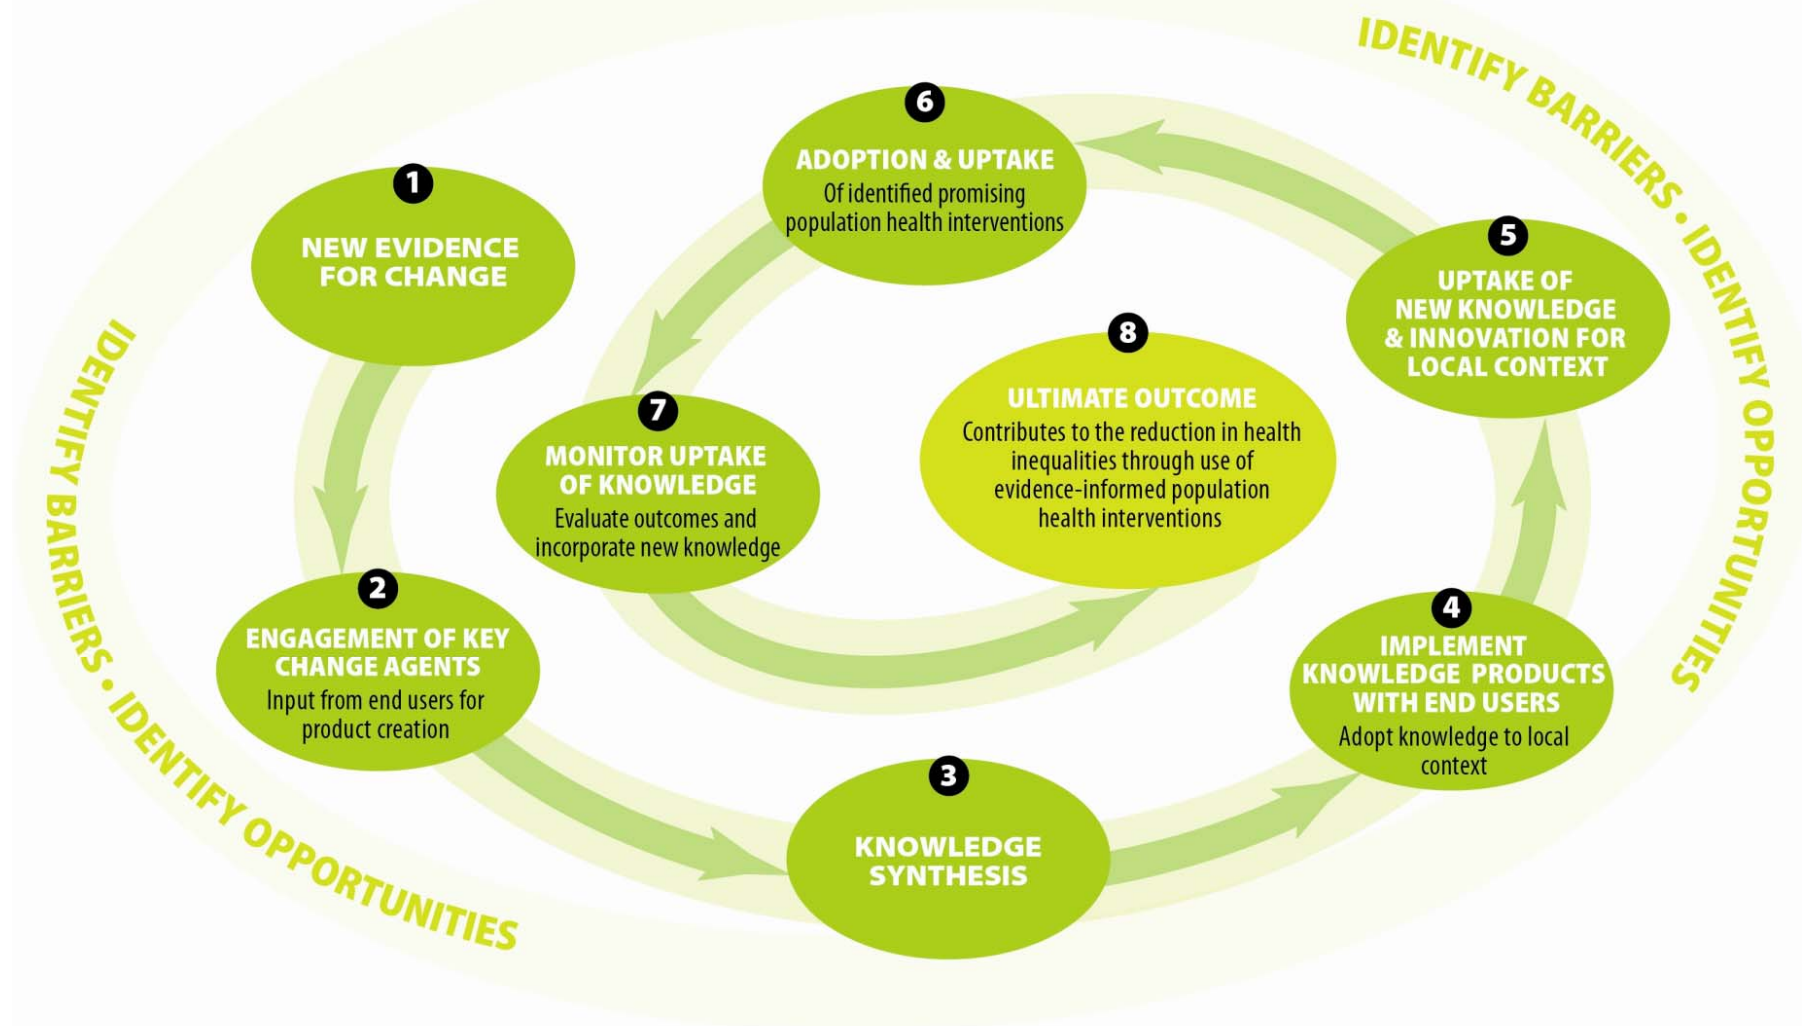 1
NEW EVIDENCE
FOR CHANGE
2
ENGAGEMENT OF KEY
CHANGE AGENTS
Input from end users for
product creation
3
KNOWLEDGE
SYNTHESIS
4
IMPLEMENT
KNOWLEDGE PRODUCTS
WITH END USERS
Adopt knowledge to local
context
5
UPTAKE OF
NEW KNOWLEDGE
& INNOVATION FOR
LOCAL CONTEXT
6
ADOPTION & UPTAKE
Of identified promising
population health interventions
7
MONITOR UPTAKE
OF KNOWLEDGE
Evaluate outcomes and
incorporate new knowledge
8
ULTIMATE OUTCOME
Contributes to the reduction in health
inequalities through use of
evidence-informed population
health interventions
IDENTIFY BARRIERS • IDENTIFY OPPORTUNITIES
IDENTIFY BARRIERS • IDENTIFY OPPORTUNITIES